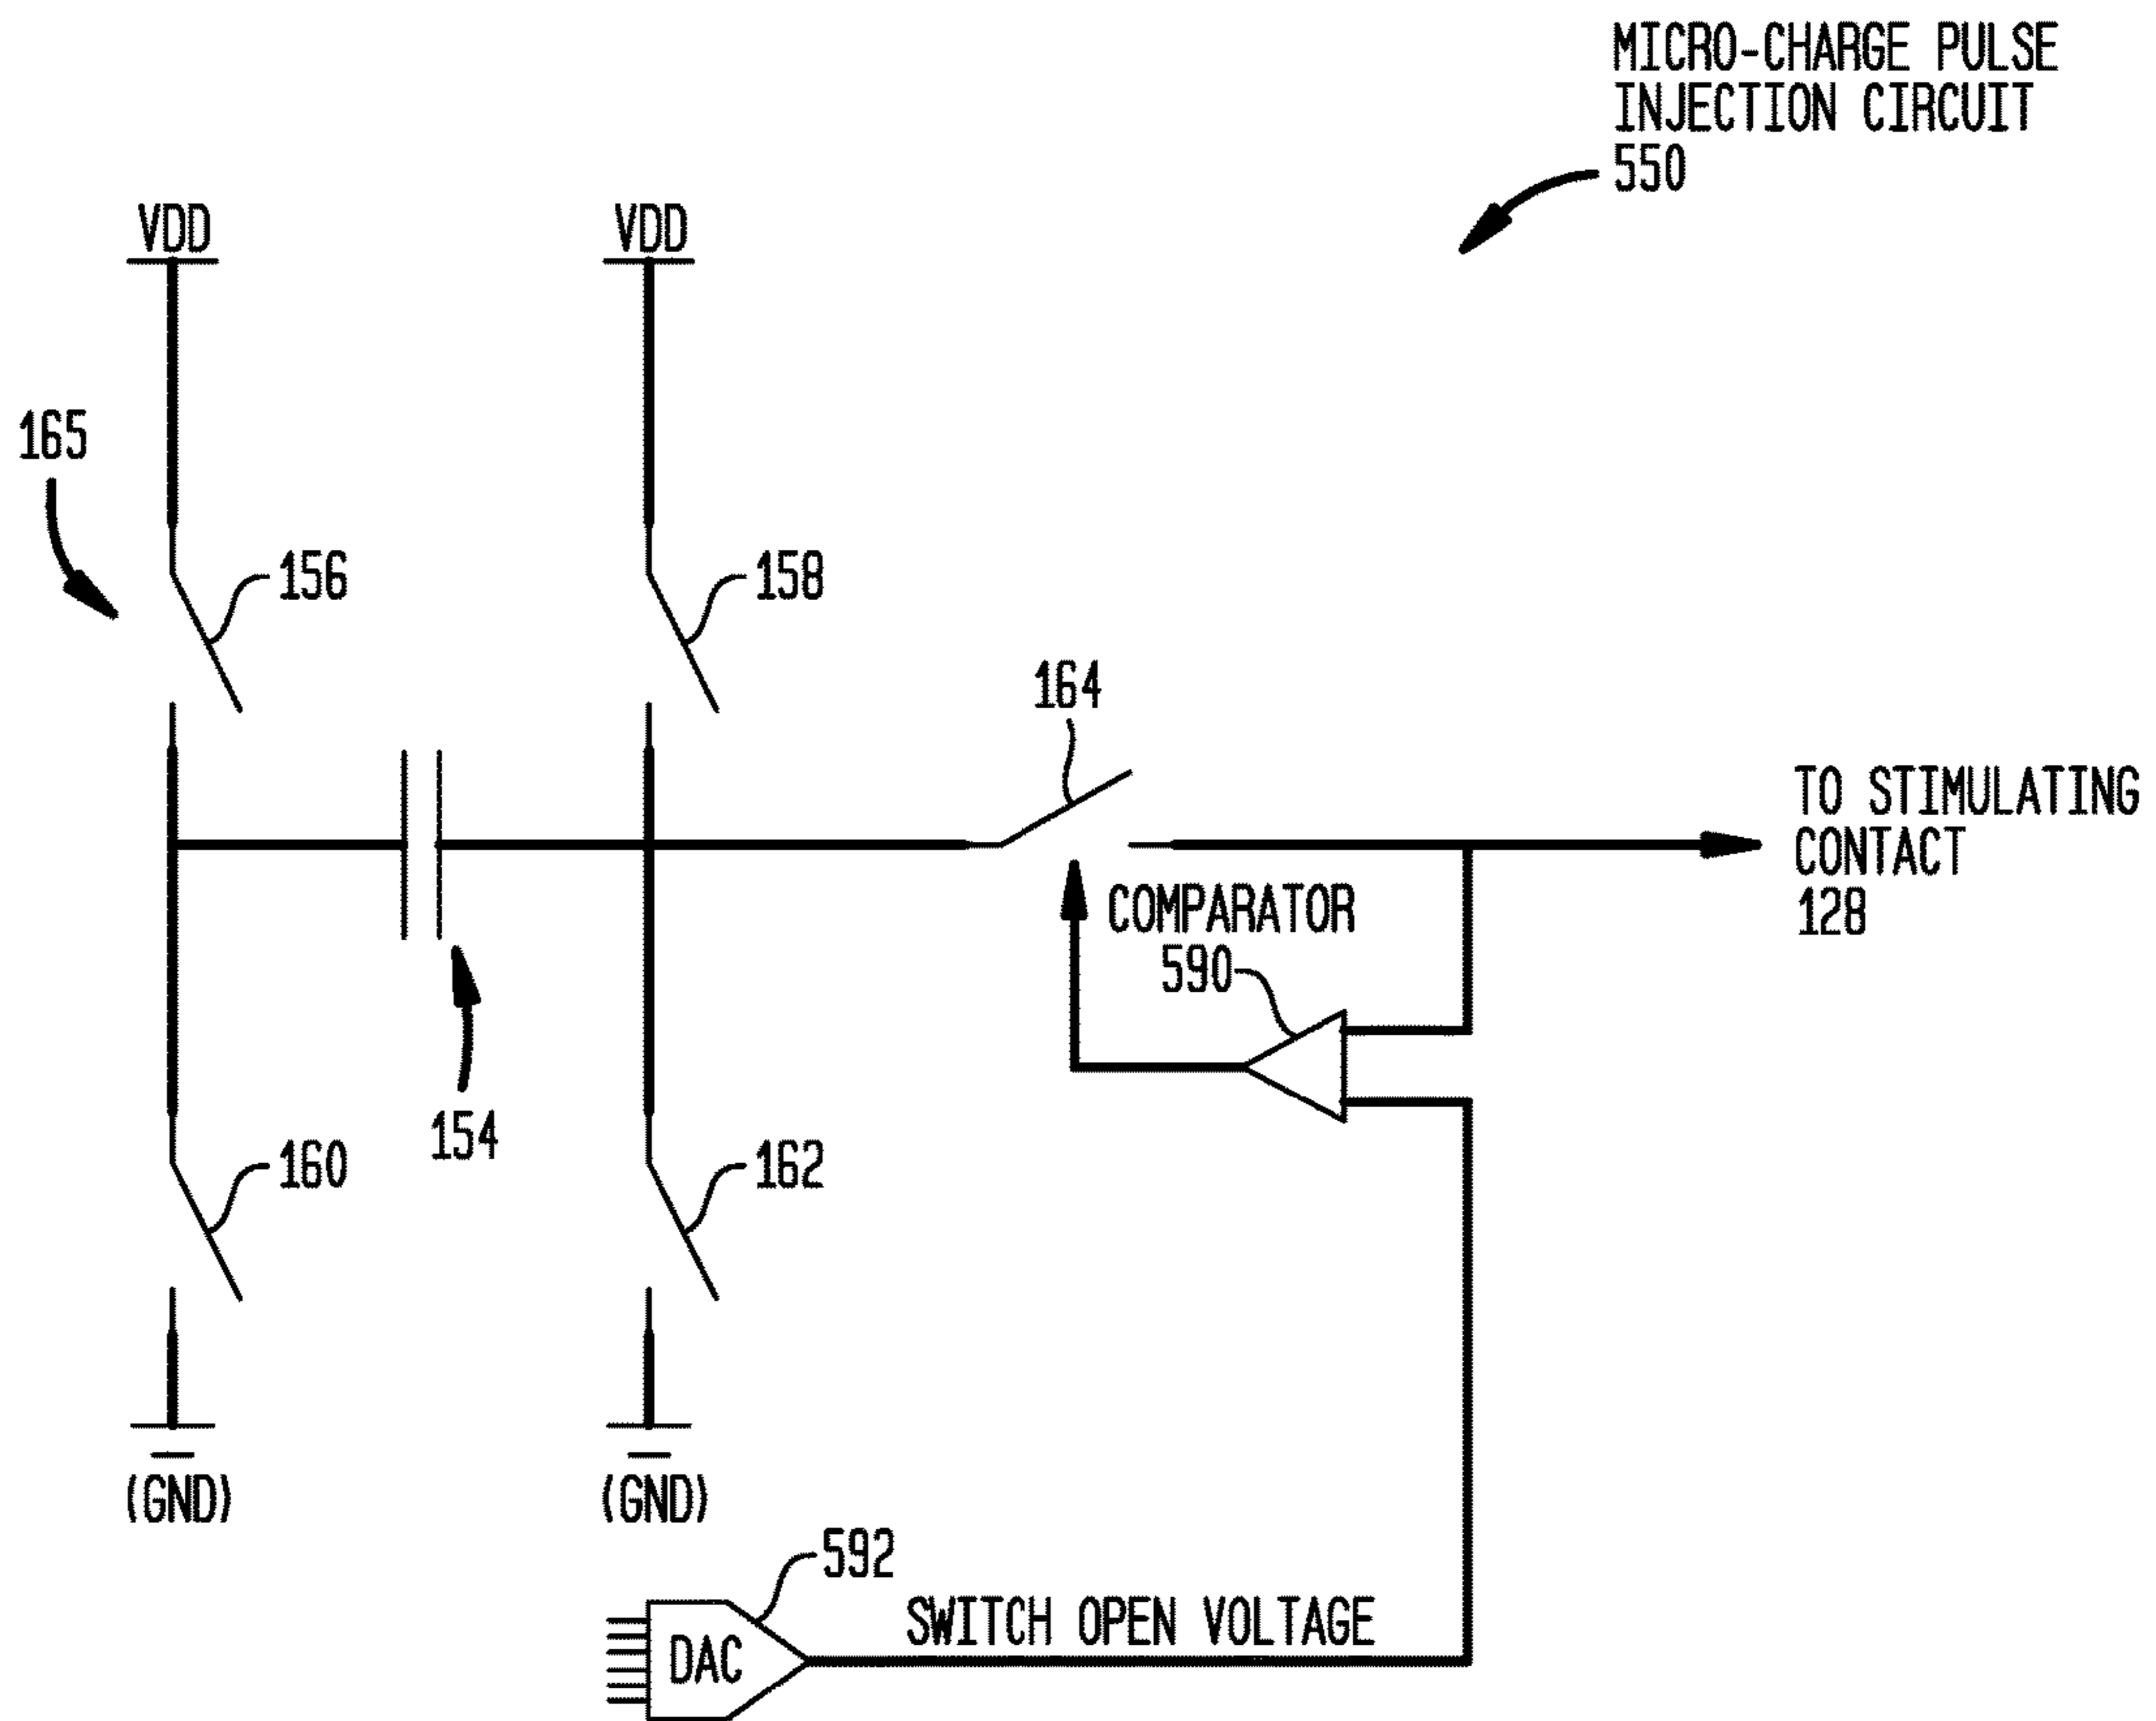 MICRO-CHARGE PULSE
INJECTION CIRCUIT
550
VDD
VDD
165
156
158
164
TO STIMULATING
CONTACT
128
COMPARATOR
590
154
160
162
(GND)
(GND)
592
DAC
SWITCH OPEN VOLTAGE